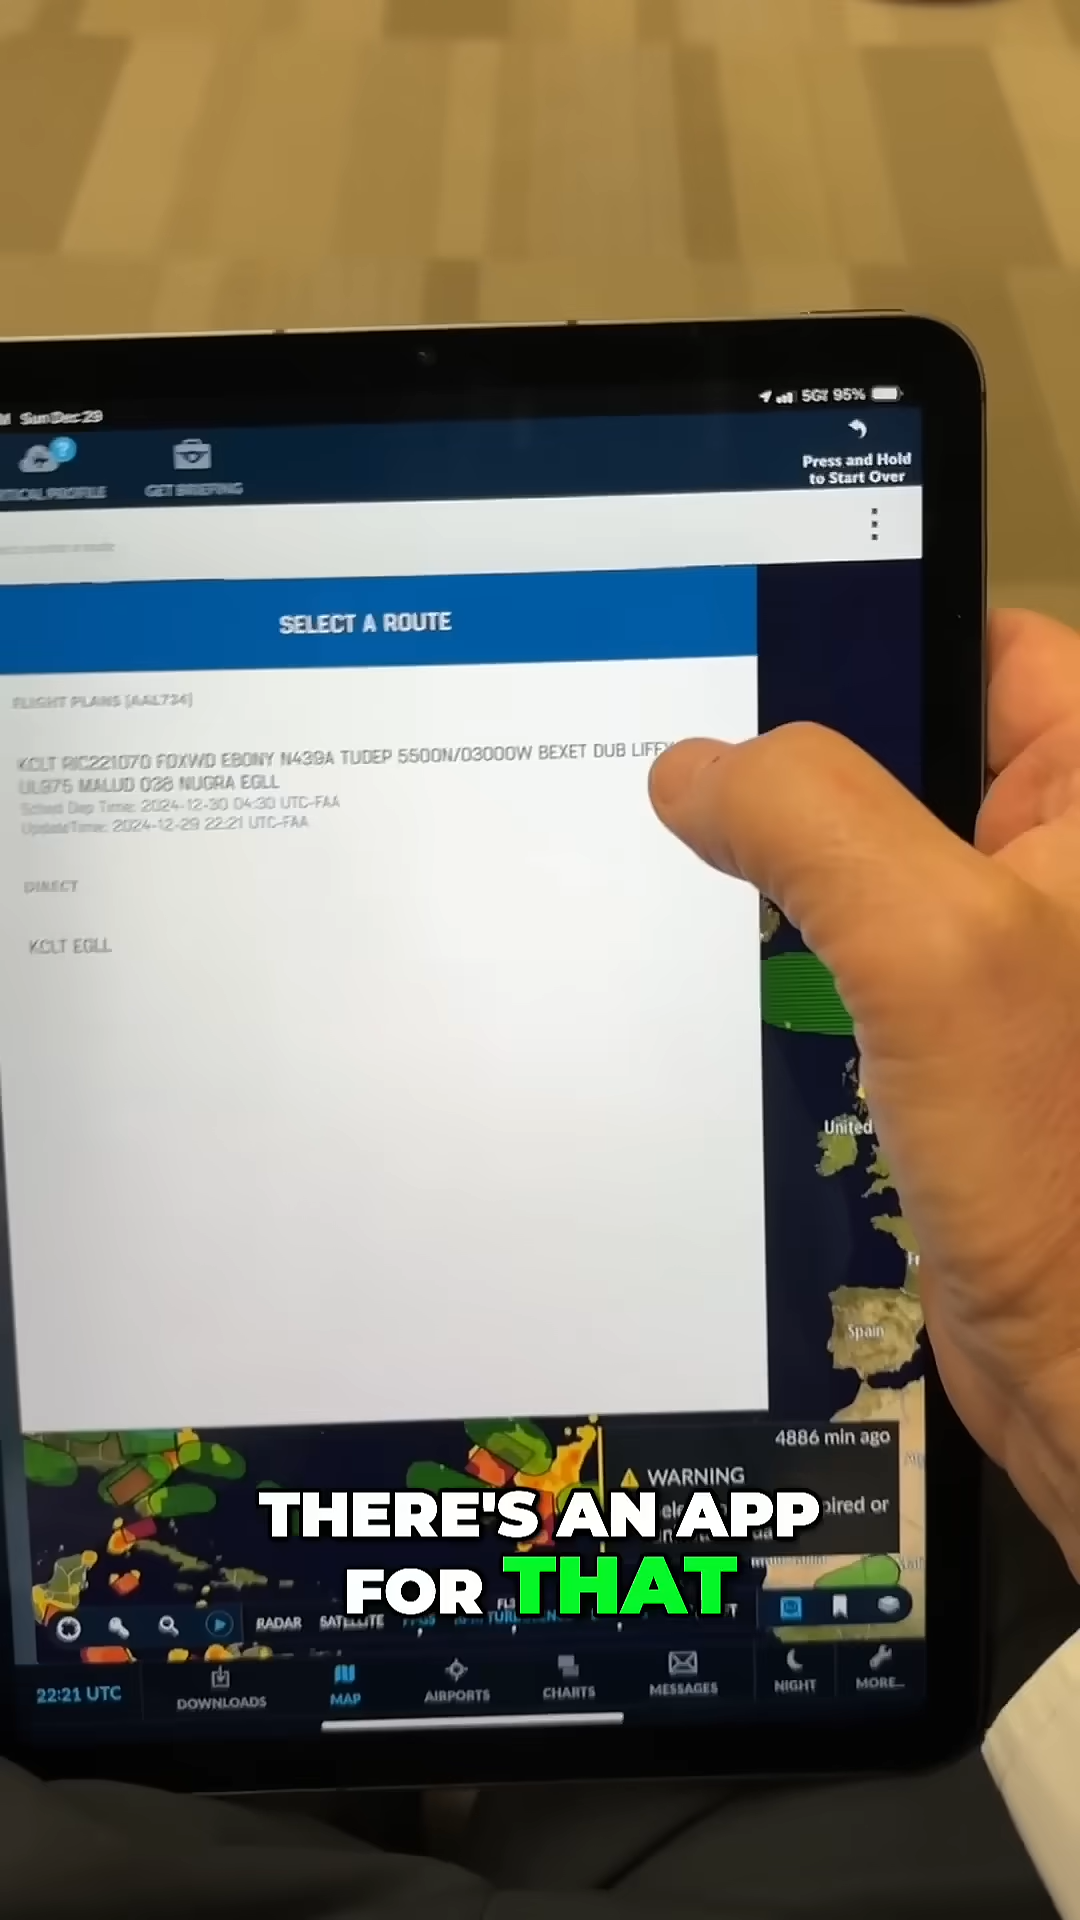 Sun Dec 29
5G 95%
GET BRIEFING
Press and Hold
to Start Over
SELECT A ROUTE
FLIGHT PLANS [AAL734]
KCLT RIC221070 FOXWD EBONY N439A TUDEP 5500N/03000W BEXET DUB LIFFY
UL975 MALUD 038 NUGRA EGLL
Sched Dep Time: 2024-12-30 04:30 UTC-FAA
UpdateTime: 2024-12-29 22:21 UTC-FAA
DIRECT
KCLT EGLL
United
Spain
4886 min ago
WARNING
THERE'S AN APP
FOR THAT
RADAR SATELLITE
22:21 UTC
DOWNLOADS
MAP
AIRPORTS
CHARTS
MESSAGES
NIGHT
MORE...